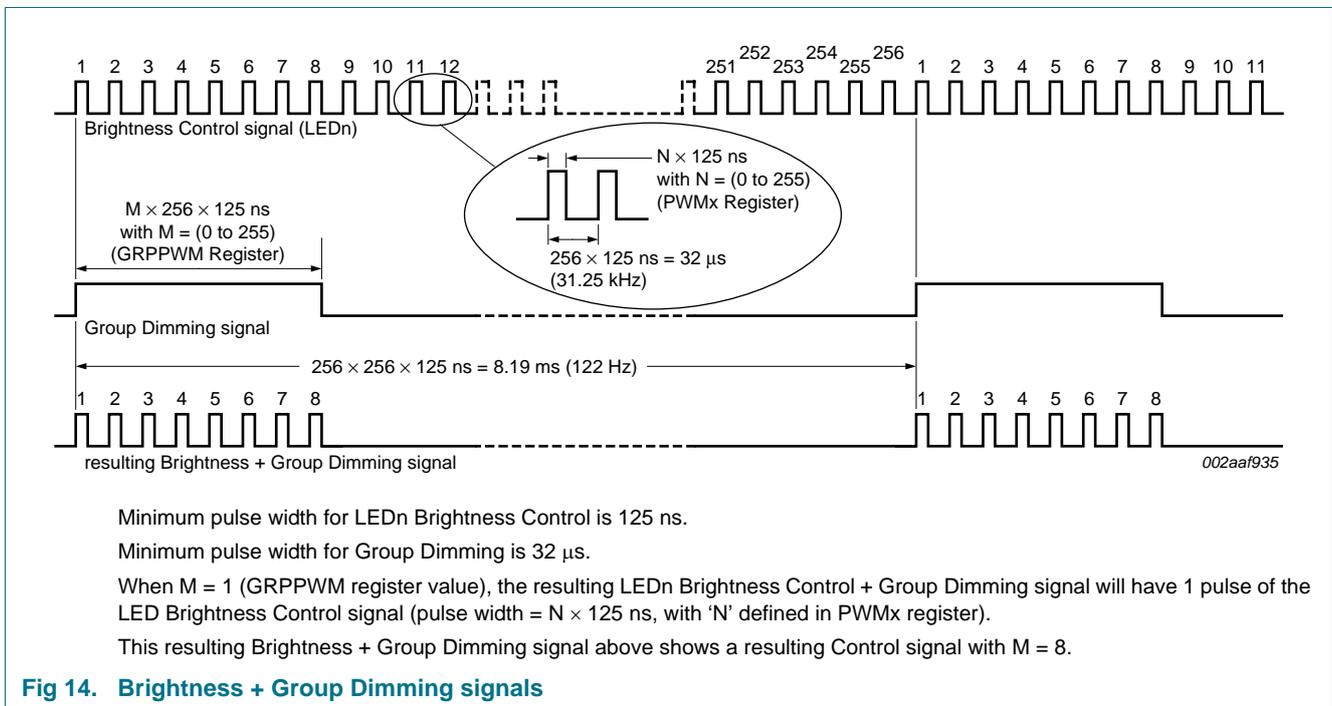 1 2 3 4 5 6 7 8 9 10 11 12 251 252 253 254 255 256 1 2 3 4 5 6 7 8 9 10 11
Brightness Control signal (LEDn)
N × 125 ns
with N = (0 to 255)
(PWMx Register)
256 × 125 ns = 32 μs
(31.25 kHz)
M × 256 × 125 ns
with M = (0 to 255)
(GRPPWM Register)
Group Dimming signal
256 × 256 × 125 ns = 8.19 ms (122 Hz)
1 2 3 4 5 6 7 8 1 2 3 4 5 6 7 8
resulting Brightness + Group Dimming signal
002aaf935
Minimum pulse width for LEDn Brightness Control is 125 ns.
Minimum pulse width for Group Dimming is 32 μs.
When M = 1 (GRPPWM register value), the resulting LEDn Brightness Control + Group Dimming signal will have 1 pulse of the
LED Brightness Control signal (pulse width = N × 125 ns, with ‘N’ defined in PWMx register).
This resulting Brightness + Group Dimming signal above shows a resulting Control signal with M = 8.
Fig 14. Brightness + Group Dimming signals